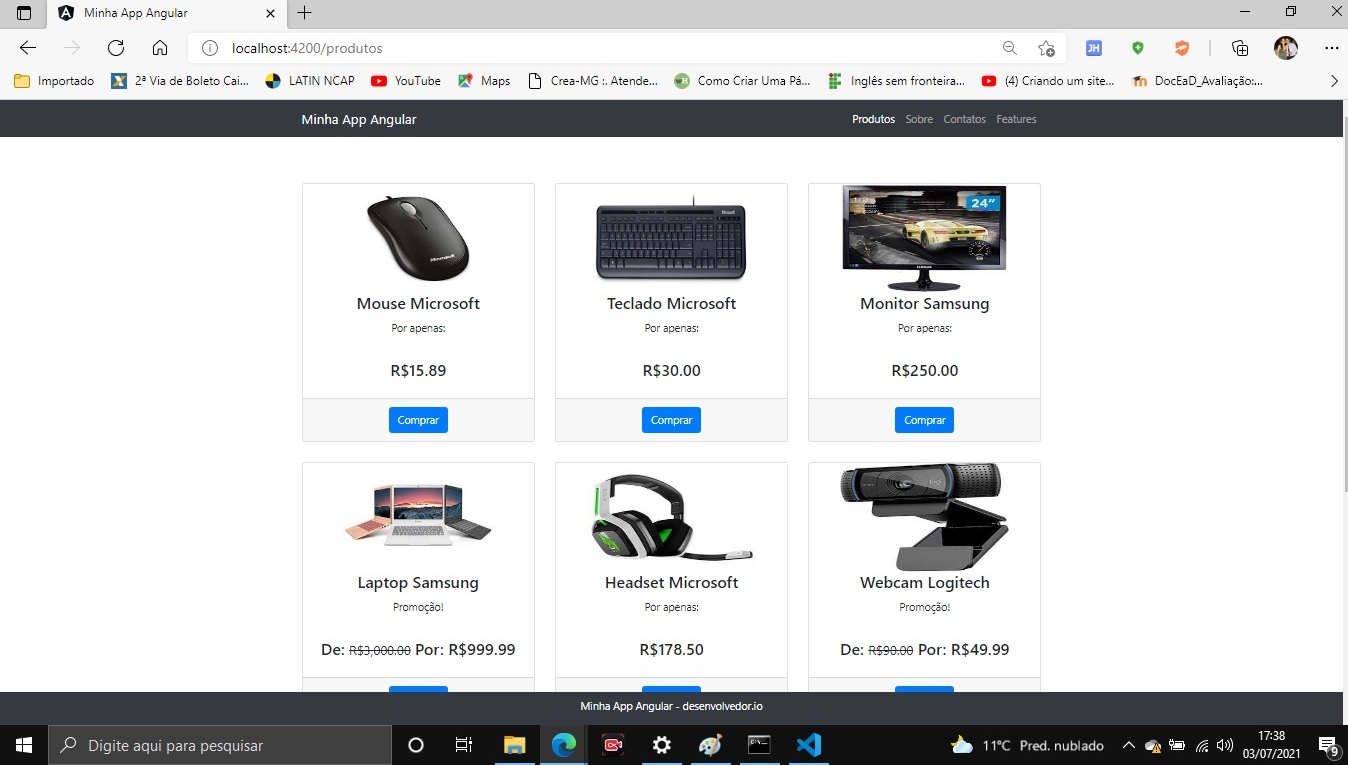 Minha App Angular
localhost:4200/produtos
JH
Importado 2ª Via de Boleto Cai... LATIN NCAP YouTube Maps Crea-MG :. Atende... Como Criar Uma Pá... Inglês sem fronteira... (4) Criando um site... DocEaD_Avaliação:...
Minha App Angular Produtos Sobre Contatos Features
24"
Mouse Microsoft Teclado Microsoft Monitor Samsung
Por apenas: Por apenas: Por apenas:
R$15.89 R$30.00 R$250.00
Comprar Comprar Comprar
Laptop Samsung Headset Microsoft Webcam Logitech
Promoção! Por apenas: Promoção!
De: R$3,000.00 Por: R$999.99 R$178.50 De: R$90.00 Por: R$49.99
Minha App Angular - desenvolvedor.io
Digite aqui para pesquisar 11°C Pred. nublado 17:38
03/07/2021 9